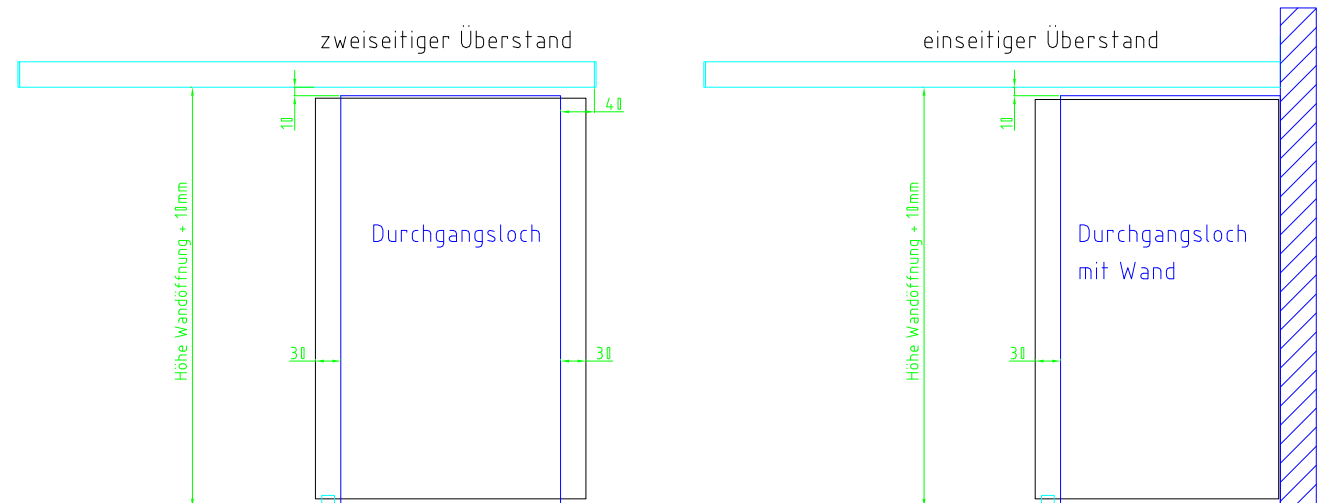 zweiseitiger Überstand
40
10
Durchgangsloch
Höhe Wandöffnung + 10mm
30
30
einseitiger Überstand
10
Durchgangsloch
mit Wand
Höhe Wandöffnung + 10mm
30